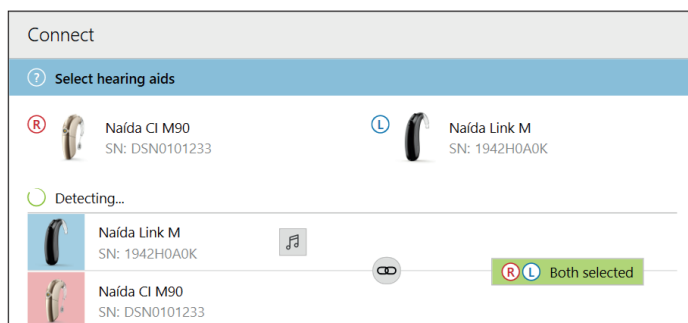 Connect
? Select hearing aids
R Naída CI M90
SN: DSN0101233
L Naída Link M
SN: 1942H0A0K
Detecting...
Naída Link M
SN: 1942H0A0K
R L Both selected
Naída CI M90
SN: DSN0101233